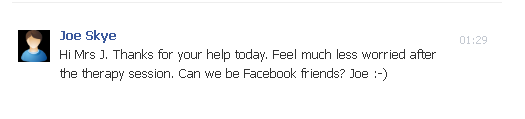 Joe Skye
01:29
Hi Mrs J. Thanks for your help today. Feel much less worried after
the therapy session. Can we be Facebook friends? Joe :-)